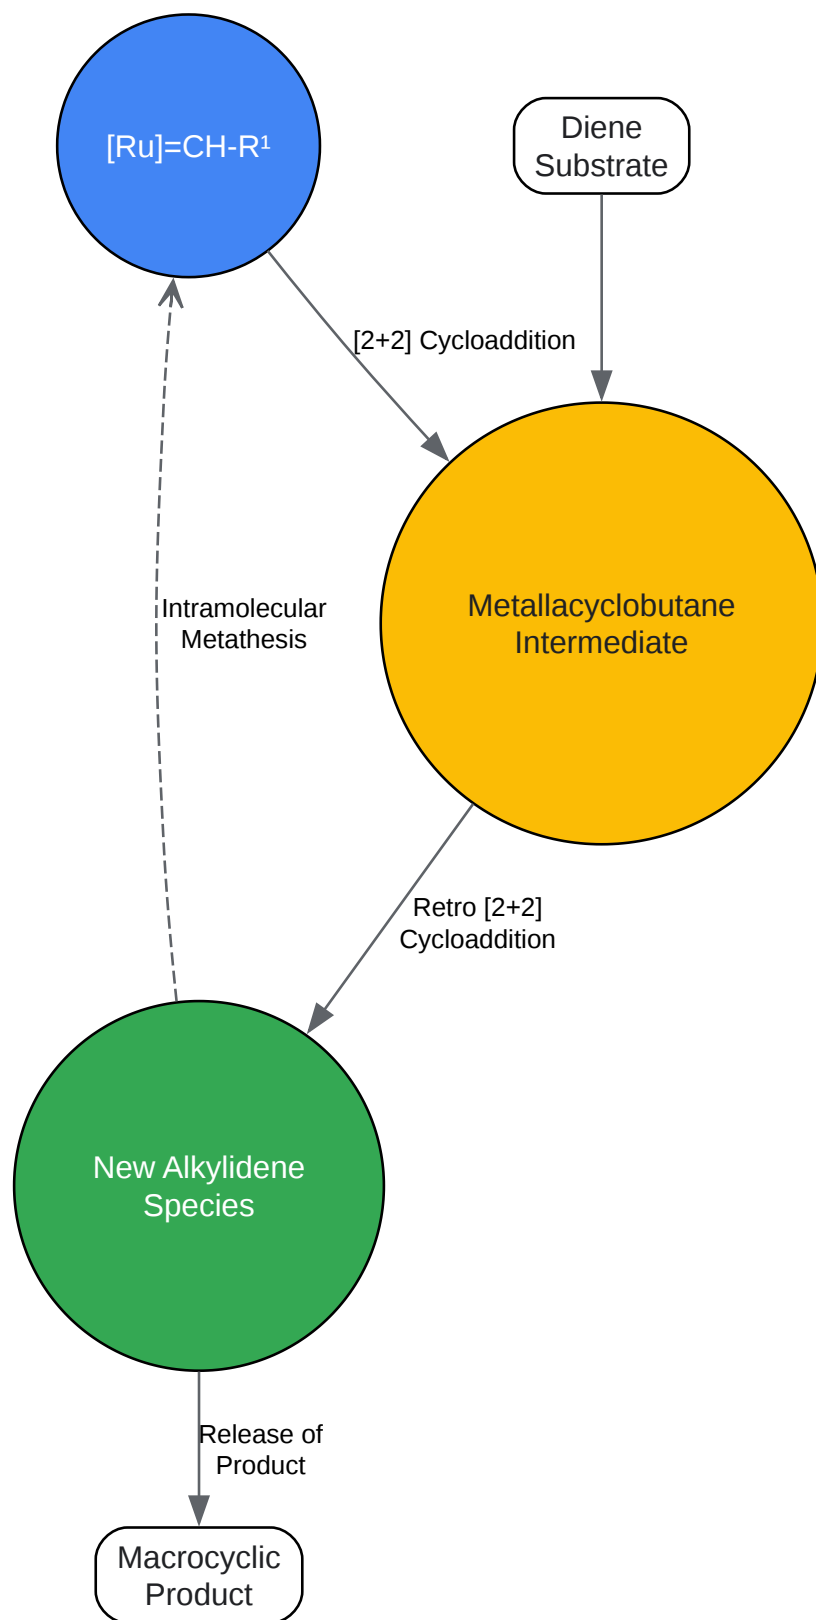 [Ru]=CH-R¹
Diene
Substrate
[2+2] Cycloaddition
Metallacyclobutane
Intermediate
Intramolecular
Metathesis
Retro [2+2]
Cycloaddition
New Alkylidene
Species
Release of
Product
Macrocyclic
Product